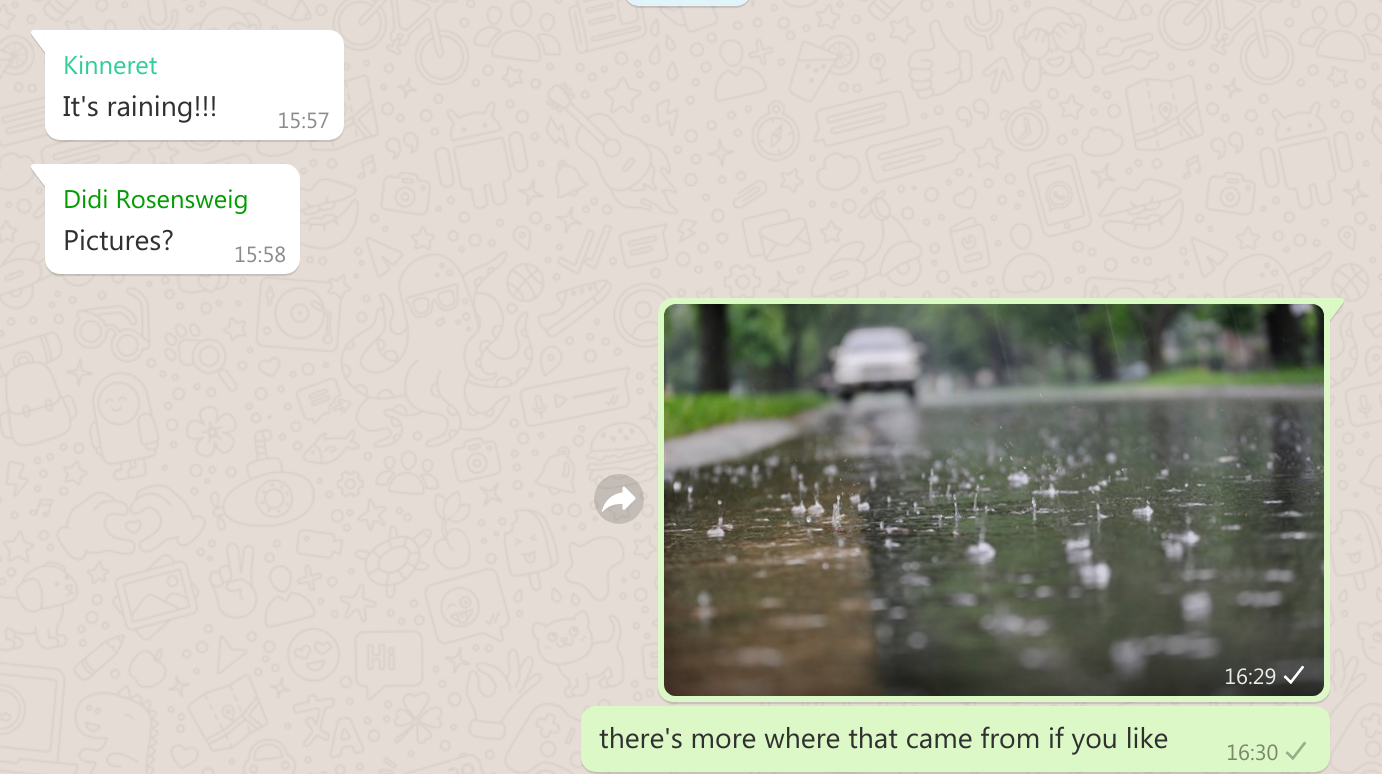 Kinneret
It's raining!!!
15:57
Didi Rosensweig
Pictures?
15:58
16:29
there's more where that came from if you like
16:30
Hi